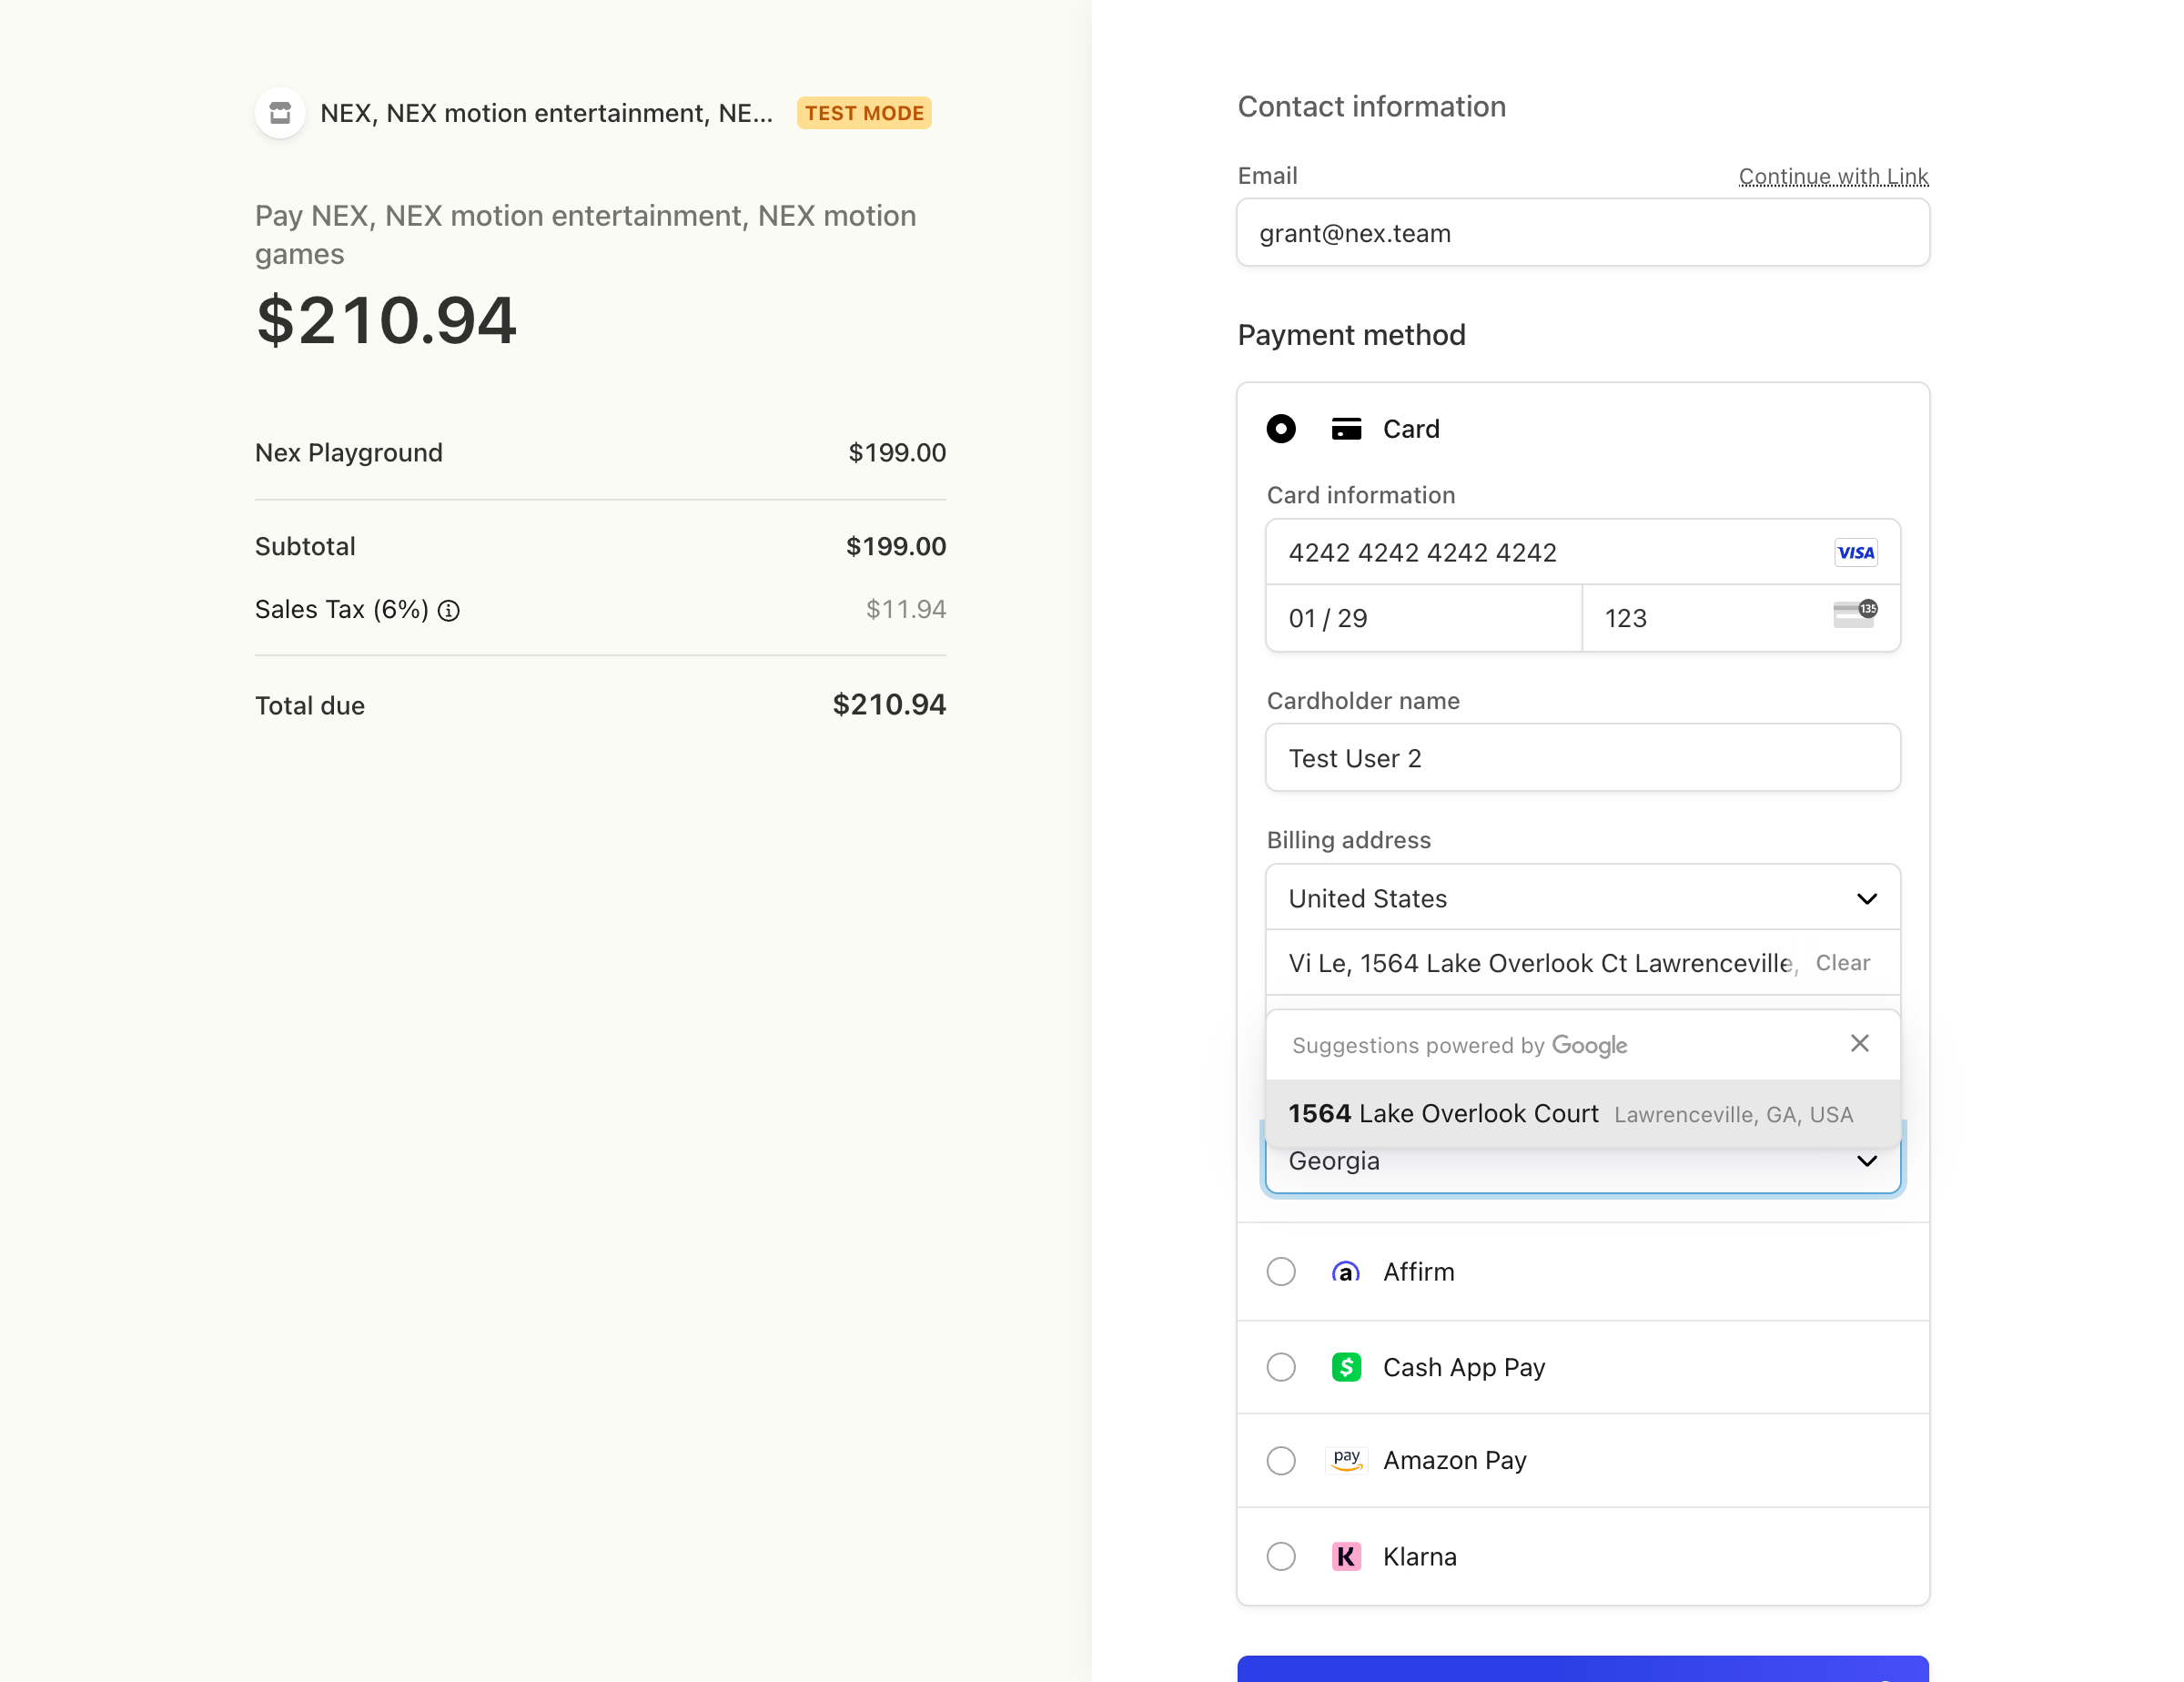 NEX, NEX motion entertainment, NE... TEST MODE
Pay NEX, NEX motion entertainment, NEX motion
games
$210.94
Nex Playground $199.00
Subtotal $199.00
Sales Tax (6%) $11.94
Total due $210.94
Contact information
Email Continue with Link
grant@nex.team
Payment method
Card
Card information
4242 4242 4242 4242 VISA
01 / 29 123 135
Cardholder name
Test User 2
Billing address
United States
Vi Le, 1564 Lake Overlook Ct Lawrenceville, Clear
Suggestions powered by Google
1564 Lake Overlook Court Lawrenceville, GA, USA
Georgia
a Affirm
$ Cash App Pay
pay Amazon Pay
K Klarna